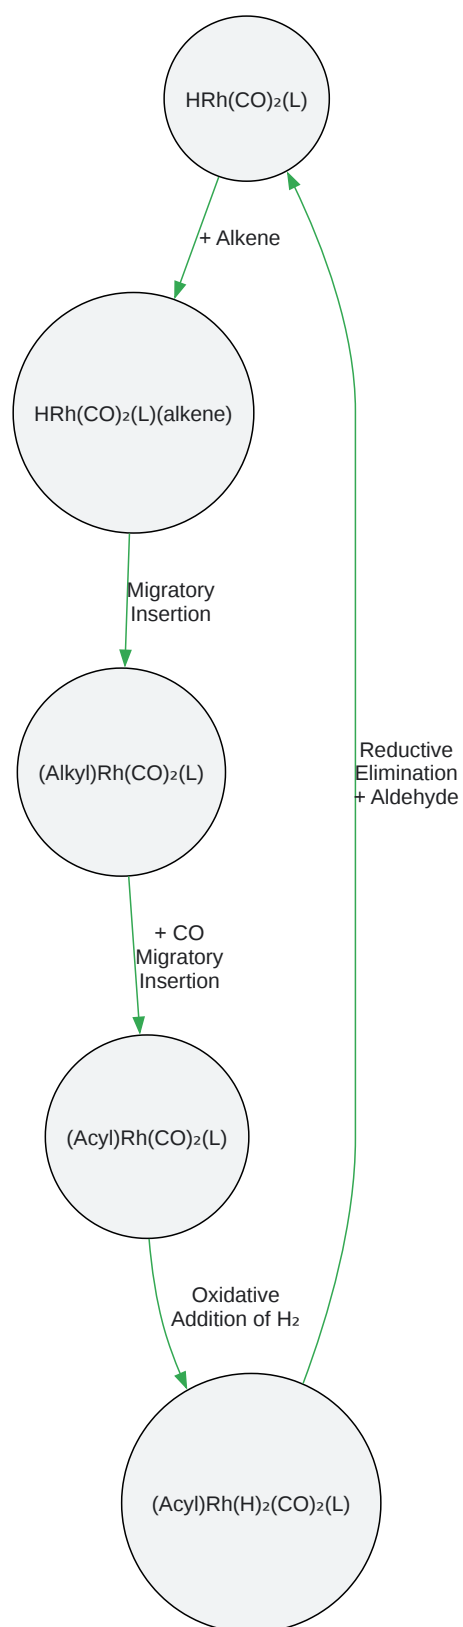 HRh(CO)₂(L)
+ Alkene
HRh(CO)₂(L)(alkene)
Migratory
Insertion
(Alkyl)Rh(CO)₂(L)
Reductive
Elimination
+ Aldehyde
+ CO
Migratory
Insertion
(Acyl)Rh(CO)₂(L)
Oxidative
Addition of H₂
(Acyl)Rh(H)₂(CO)₂(L)